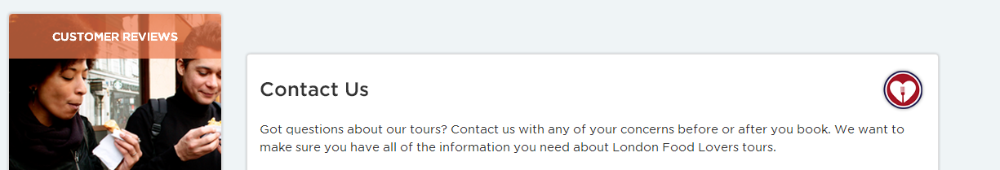 CUSTOMER REVIEWS
Contact Us
Got questions about our tours? Contact us with any of your concerns before or after you book. We want to
make sure you have all of the information you need about London Food Lovers tours.